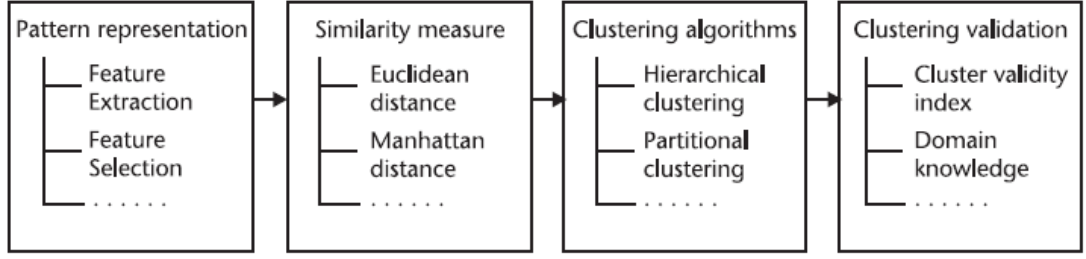 Pattern representation
Feature
Extraction
Feature
Selection
. . . . . .
Similarity measure
Euclidean
distance
Manhattan
distance
. . . . . .
Clustering algorithms
Hierarchical
clustering
Partitional
clustering
. . . . . .
Clustering validation
Cluster validity
index
Domain
knowledge
. . . . . .